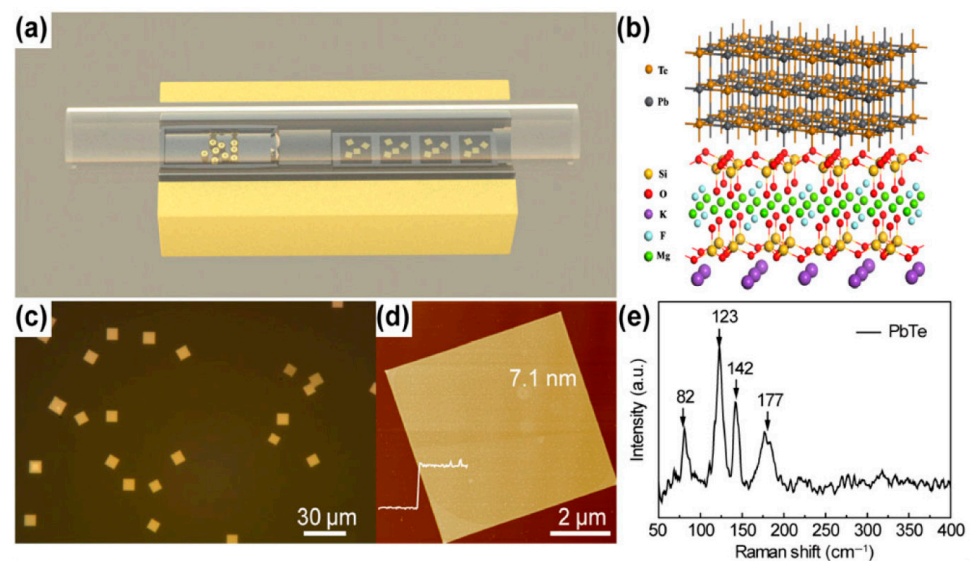 (a)
(b)
Te
Pb
Si
O
K
F
Mg
(c)
30 μm
(d)
7.1 nm
2 μm
(e)
123
PbTe
142
82
177
Intensity (a.u.)
50 100 150 200 250 300 350 400
Raman shift (cm⁻¹)